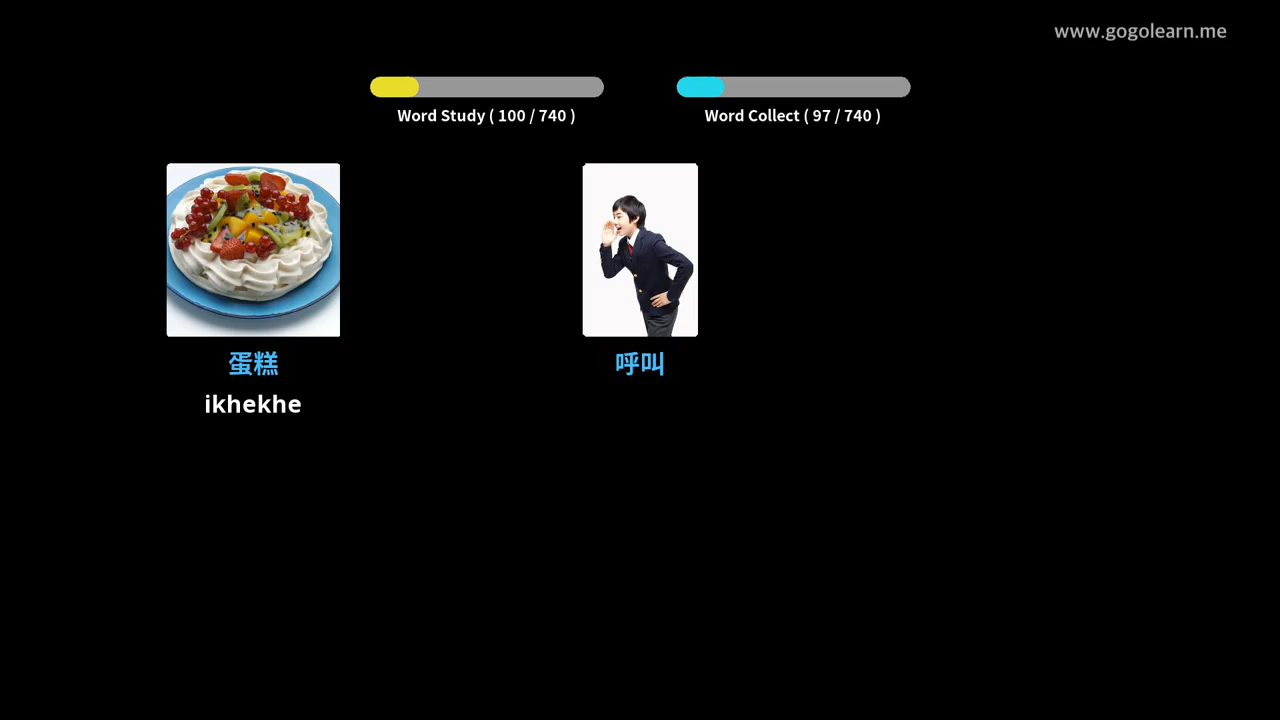 www.gogolearn.me
Word Study ( 100 / 740 )
Word Collect ( 97 / 740 )
蛋糕
呼叫
ikhekhe